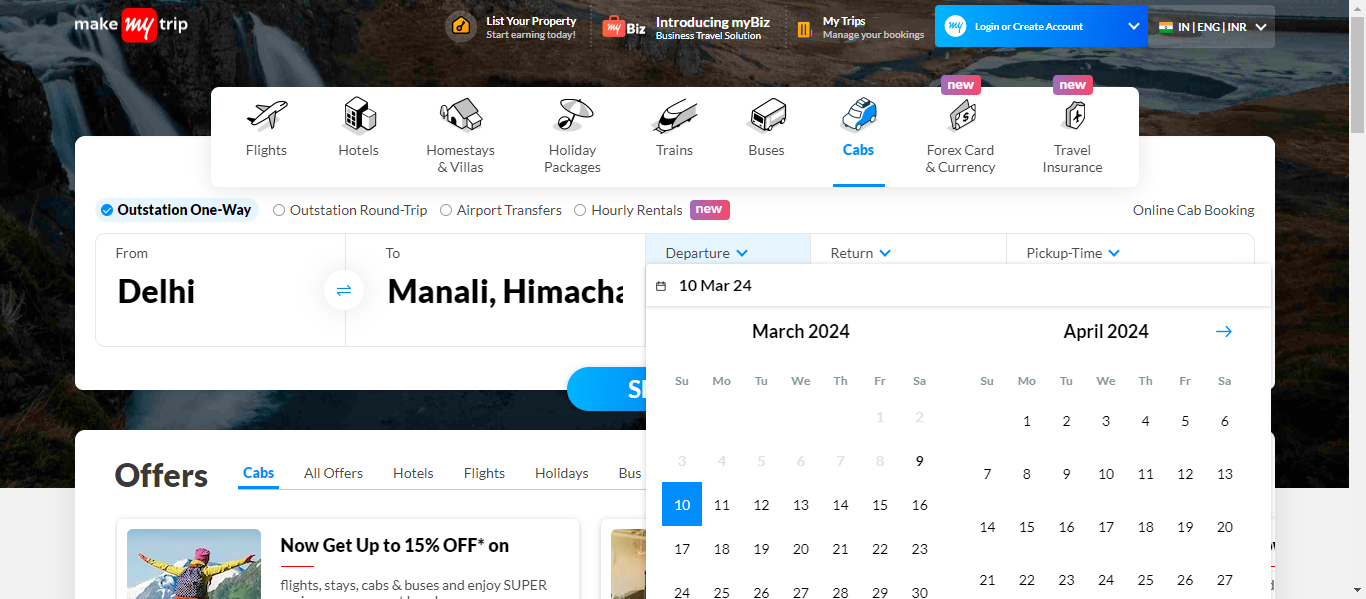 make my trip
List Your Property
Start earning today!
my Biz
Introducing myBiz
Business Travel Solution
My Trips
Manage your bookings
my
Login or Create Account
IN | ENG | INR
new
new
Flights
Hotels
Homestays
& Villas
Holiday
Packages
Trains
Buses
Cabs
Forex Card
& Currency
Travel
Insurance
Outstation One-Way
Outstation Round-Trip
Airport Transfers
Hourly Rentals
new
Online Cab Booking
From
Delhi
To
Manali, Himacha
Departure
Return
Pickup-Time
10 Mar 24
March 2024
April 2024
Su Mo Tu We Th Fr Sa
Su Mo Tu We Th Fr Sa
1 2
1 2 3 4 5 6
3 4 5 6 7 8 9
7 8 9 10 11 12 13
10 11 12 13 14 15 16
14 15 16 17 18 19 20
17 18 19 20 21 22 23
21 22 23 24 25 26 27
24 25 26 27 28 29 30
Offers
Cabs
All Offers
Hotels
Flights
Holidays
Bus
Now Get Up to 15% OFF* on
flights, stays, cabs & buses and enjoy SUPER